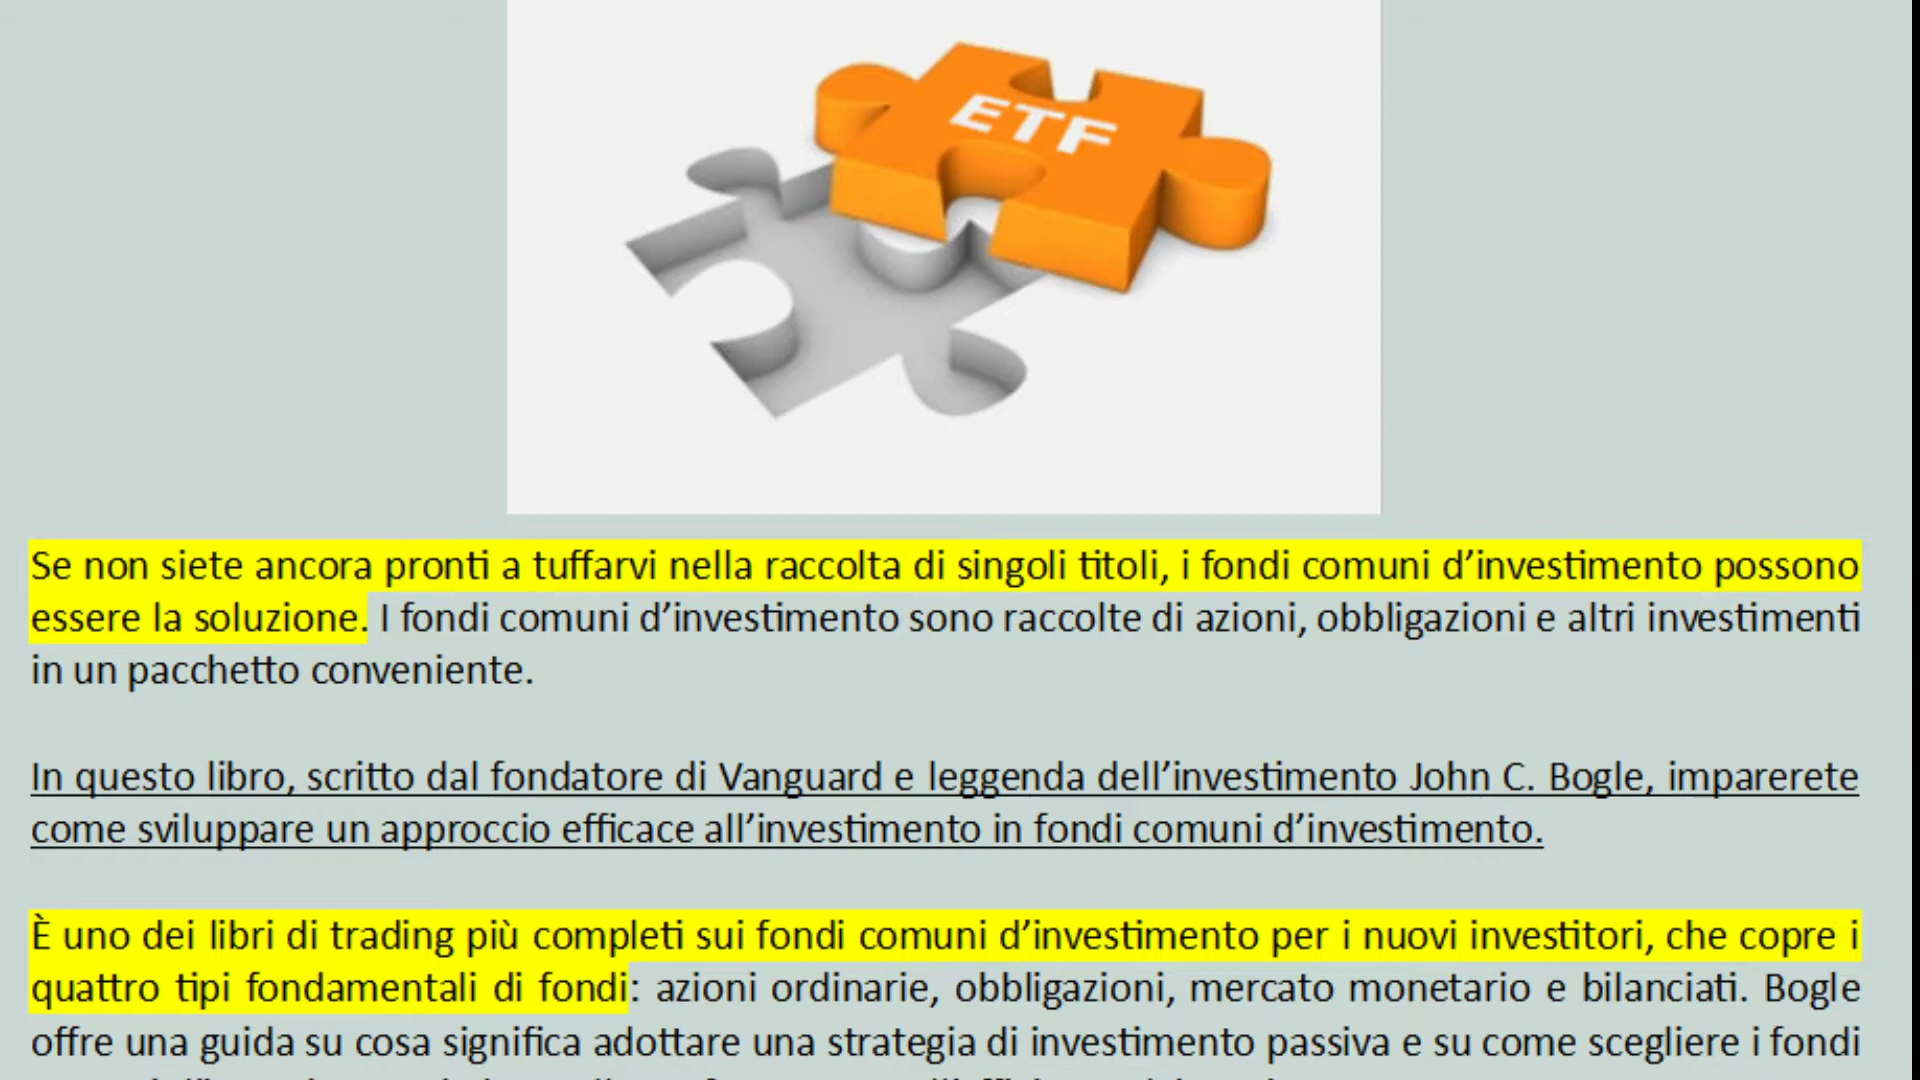 ETF
Se non siete ancora pronti a tuffarvi nella raccolta di singoli titoli, i fondi comuni d’investimento possono
essere la soluzione. I fondi comuni d’investimento sono raccolte di azioni, obbligazioni e altri investimenti
in un pacchetto conveniente.
In questo libro, scritto dal fondatore di Vanguard e leggenda dell’investimento John C. Bogle, imparerete
come sviluppare un approccio efficace all’investimento in fondi comuni d’investimento.
È uno dei libri di trading più completi sui fondi comuni d’investimento per i nuovi investitori, che copre i
quattro tipi fondamentali di fondi: azioni ordinarie, obbligazioni, mercato monetario e bilanciati. Bogle
offre una guida su cosa significa adottare una strategia di investimento passiva e su come scegliere i fondi